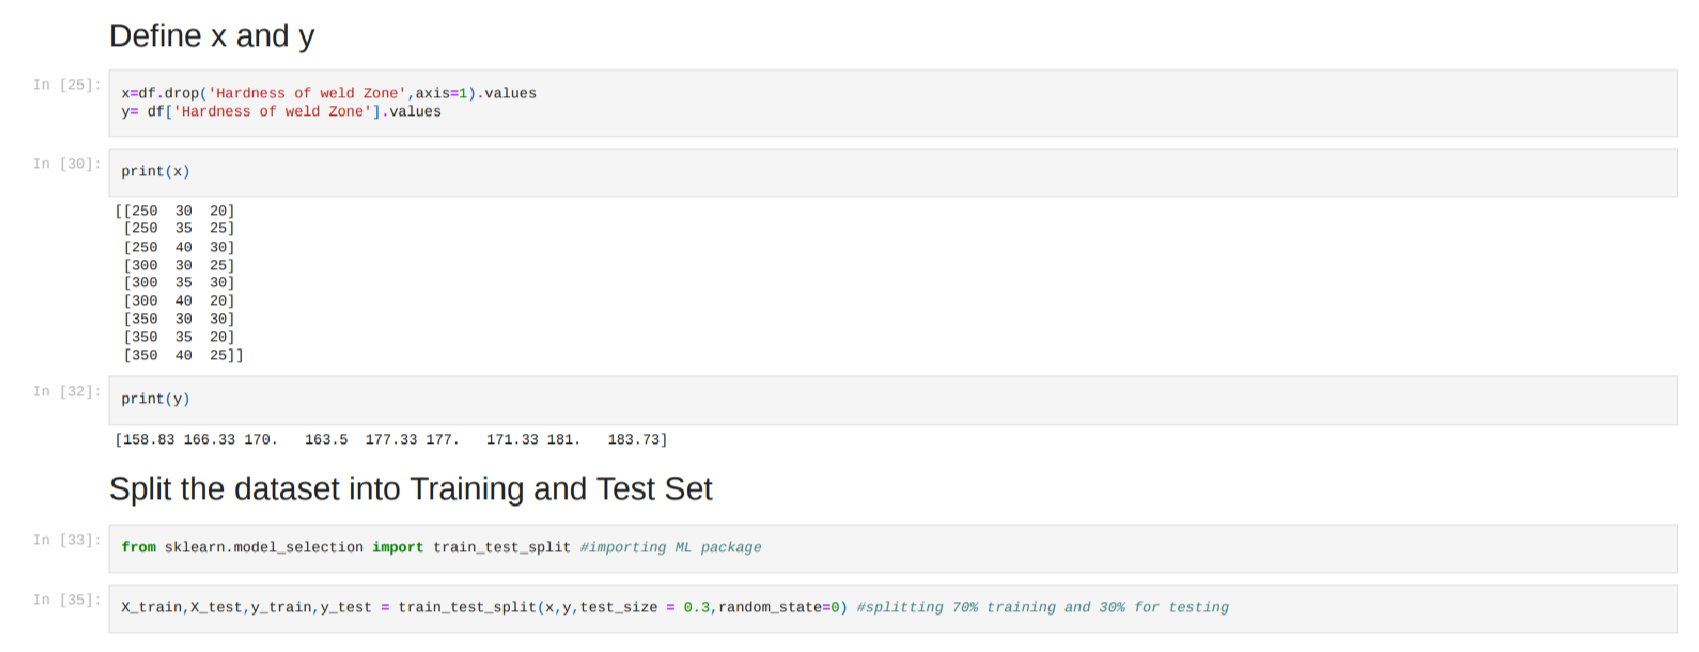 Define x and y
In [25]:
x=df.drop('Hardness of weld Zone',axis=1).values
y= df['Hardness of weld Zone'].values
In [30]:
print(x)
[[250  30  20]
 [250  35  25]
 [250  40  30]
 [300  30  25]
 [300  35  30]
 [300  40  20]
 [350  30  30]
 [350  35  20]
 [350  40  25]]
In [32]:
print(y)
[158.83 166.33 170.   163.5  177.33 177.   171.33 181.   183.73]
Split the dataset into Training and Test Set
In [33]:
from sklearn.model_selection import train_test_split #importing ML package
In [35]:
X_train,X_test,y_train,y_test = train_test_split(x,y,test_size = 0.3,random_state=0) #splitting 70% training and 30% for testing